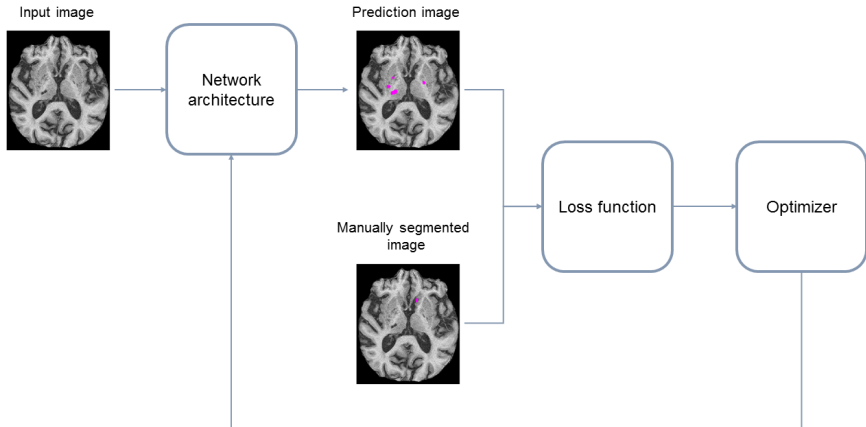 Input image
Prediction image
Network
architecture
Manually segmented
image
Loss function
Optimizer